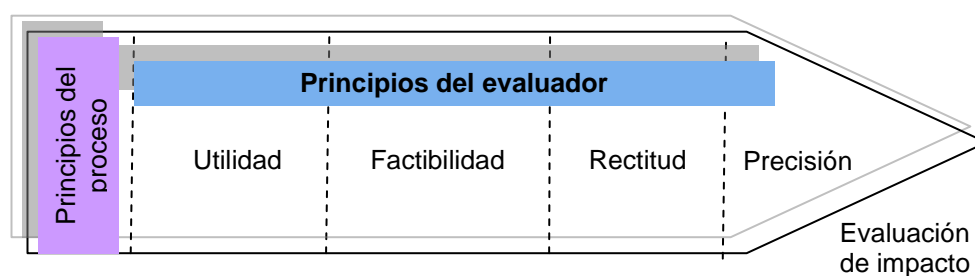 Principios del
proceso
Principios del evaluador
Utilidad
Factibilidad
Rectitud
Precisión
Evaluación
de impacto